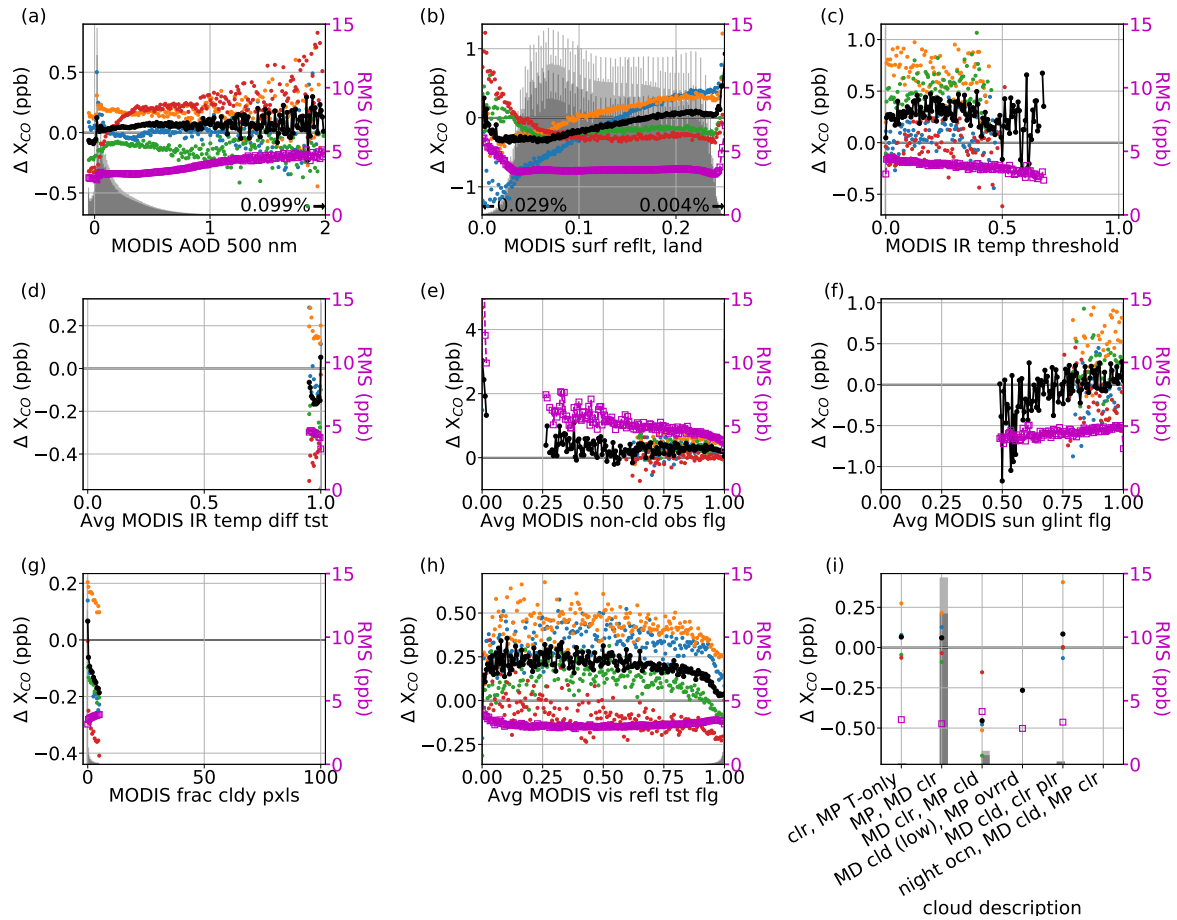 (a)
0.5
0.0
−0.5
Δ X_CO (ppb)
0
1
2
MODIS AOD 500 nm
0.099%
15
10
5
0
RMS (ppb)
(b)
1
0
−1
Δ X_CO (ppb)
0.0
0.1
0.2
MODIS surf reflt, land
0.029%
0.004%
15
10
5
0
RMS (ppb)
(c)
1.0
0.5
0.0
−0.5
Δ X_CO (ppb)
0.0
0.5
1.0
MODIS IR temp threshold
15
10
5
0
RMS (ppb)
(d)
0.2
0.0
−0.2
−0.4
Δ X_CO (ppb)
0.0
0.5
1.0
Avg MODIS IR temp diff tst
15
10
5
0
RMS (ppb)
(e)
4
2
0
Δ X_CO (ppb)
0.00
0.25
0.50
0.75
1.00
Avg MODIS non-cld obs flg
15
10
5
0
RMS (ppb)
(f)
1.0
0.0
−1.0
Δ X_CO (ppb)
0.00
0.25
0.50
0.75
1.00
Avg MODIS sun glint flg
15
10
5
0
RMS (ppb)
(g)
0.2
0.0
−0.2
−0.4
Δ X_CO (ppb)
0
50
100
MODIS frac cldy pxls
15
10
5
0
RMS (ppb)
(h)
0.50
0.25
0.00
−0.25
Δ X_CO (ppb)
0.00
0.25
0.50
0.75
1.00
Avg MODIS vis refl tst flg
15
10
5
0
RMS (ppb)
(i)
0.25
0.00
−0.25
−0.50
Δ X_CO (ppb)
15
10
5
0
RMS (ppb)
clr, MP T-only
MP, MD clr
MD clr, MP cld
MD cld (low), MP ovrrd
MD cld, clr plr
night ocn, MD cld, MP clr
cloud description